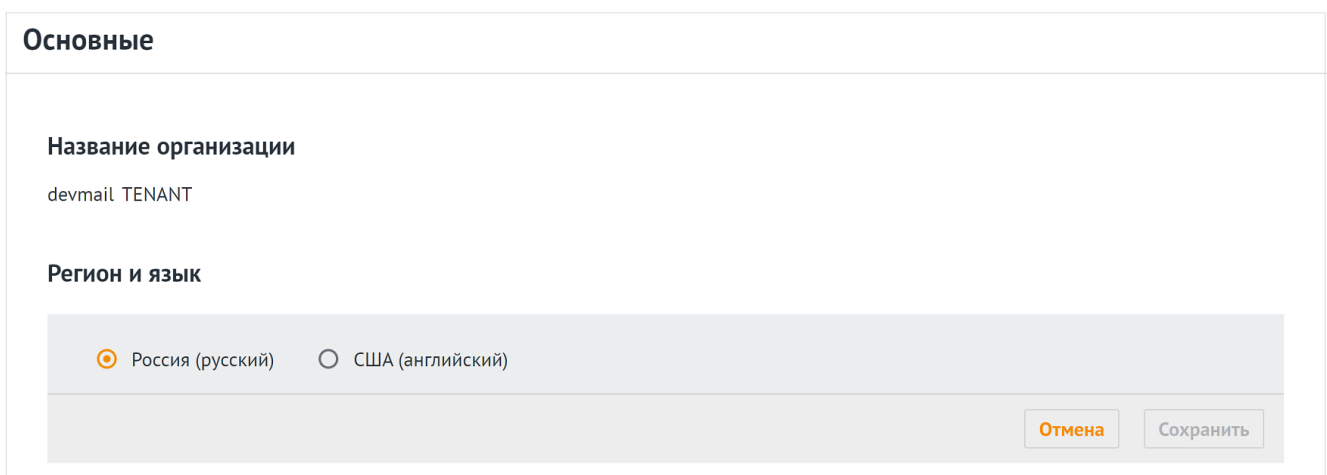 Основные
Название организации
devmail TENANT
Регион и язык
Россия (русский) США (английский)
Отмена Сохранить